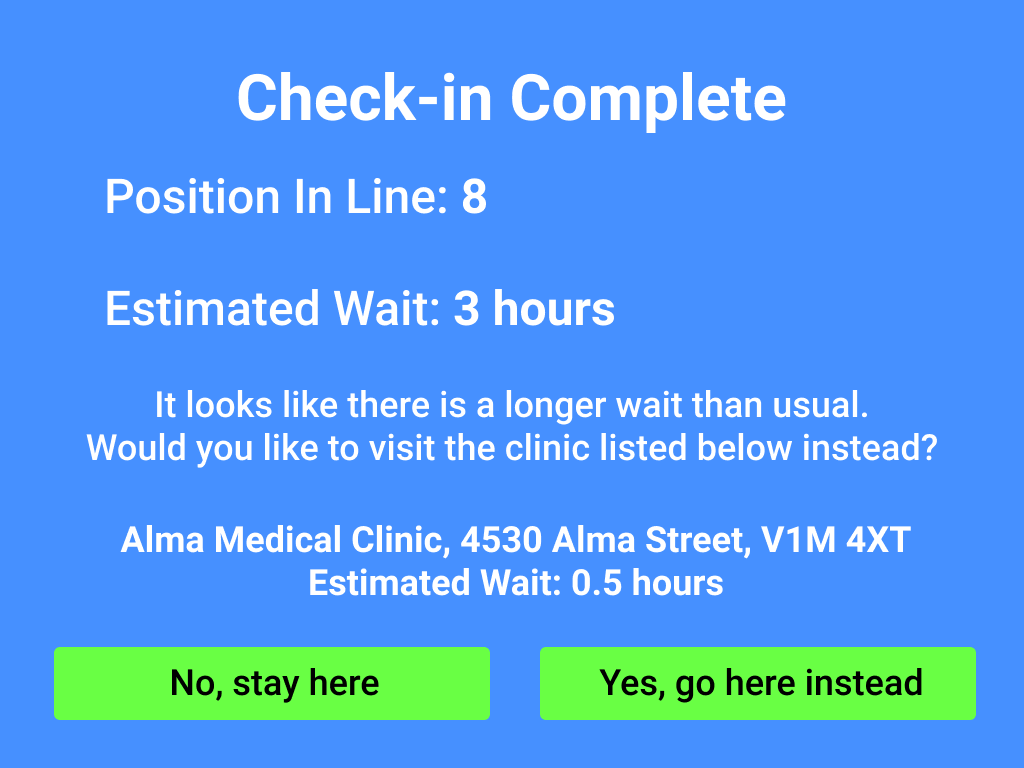 Check-in Complete
Position In Line: 8
Estimated Wait: 3 hours
It looks like there is a longer wait than usual.
Would you like to visit the clinic listed below instead?
Alma Medical Clinic, 4530 Alma Street, V1M 4XT
Estimated Wait: 0.5 hours
No, stay here
Yes, go here instead